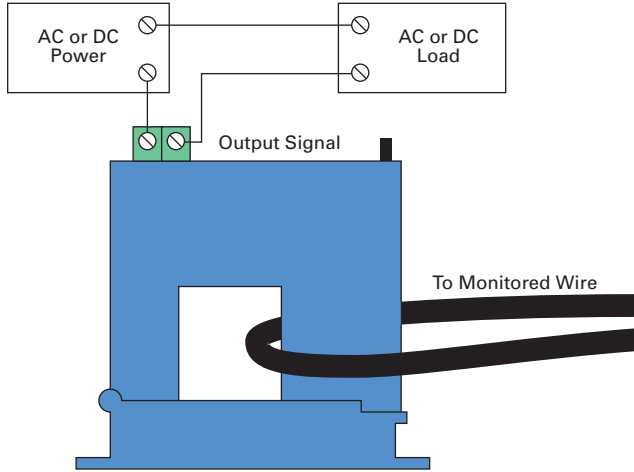 AC or DC
Power
AC or DC
Load
Output Signal
To Monitored Wire